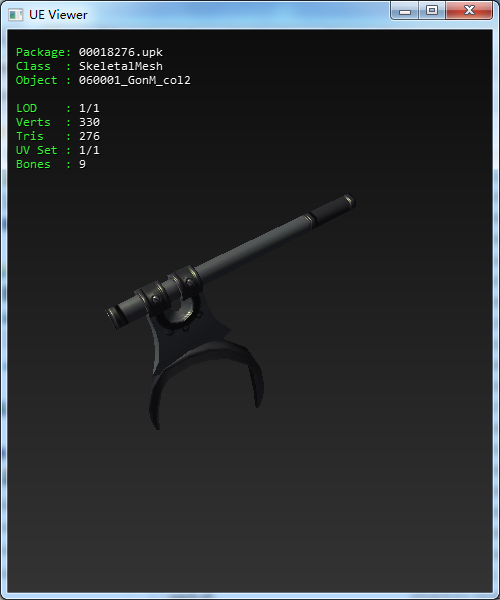 UE Viewer
Package: 00018276.upk
Class : SkeletalMesh
Object : 060001_GonM_col2
LOD : 1/1
Verts : 330
Tris : 276
UV Set : 1/1
Bones : 9